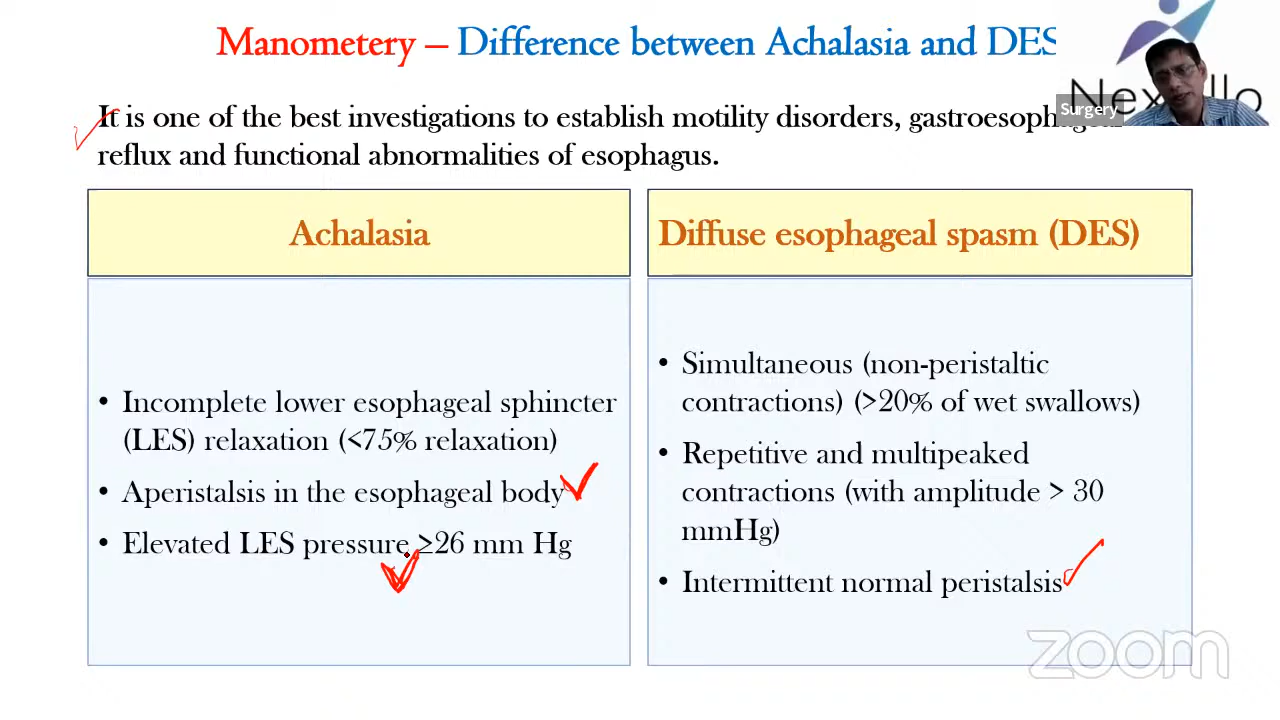 Manometery – Difference between Achalasia and DES
Surgery
It is one of the best investigations to establish motility disorders,
reflux and functional abnormalities of esophagus.
Achalasia
Diffuse esophageal spasm (DES)
• Incomplete lower esophageal sphincter
(LES) relaxation (<75% relaxation)
• Aperistalsis in the esophageal body
• Elevated LES pressure ≥26 mm Hg
• Simultaneous (non-peristaltic
contractions) (>20% of wet swallows)
• Repetitive and multipeaked
contractions (with amplitude > 30
mmHg)
• Intermittent normal peristalsis
zoom